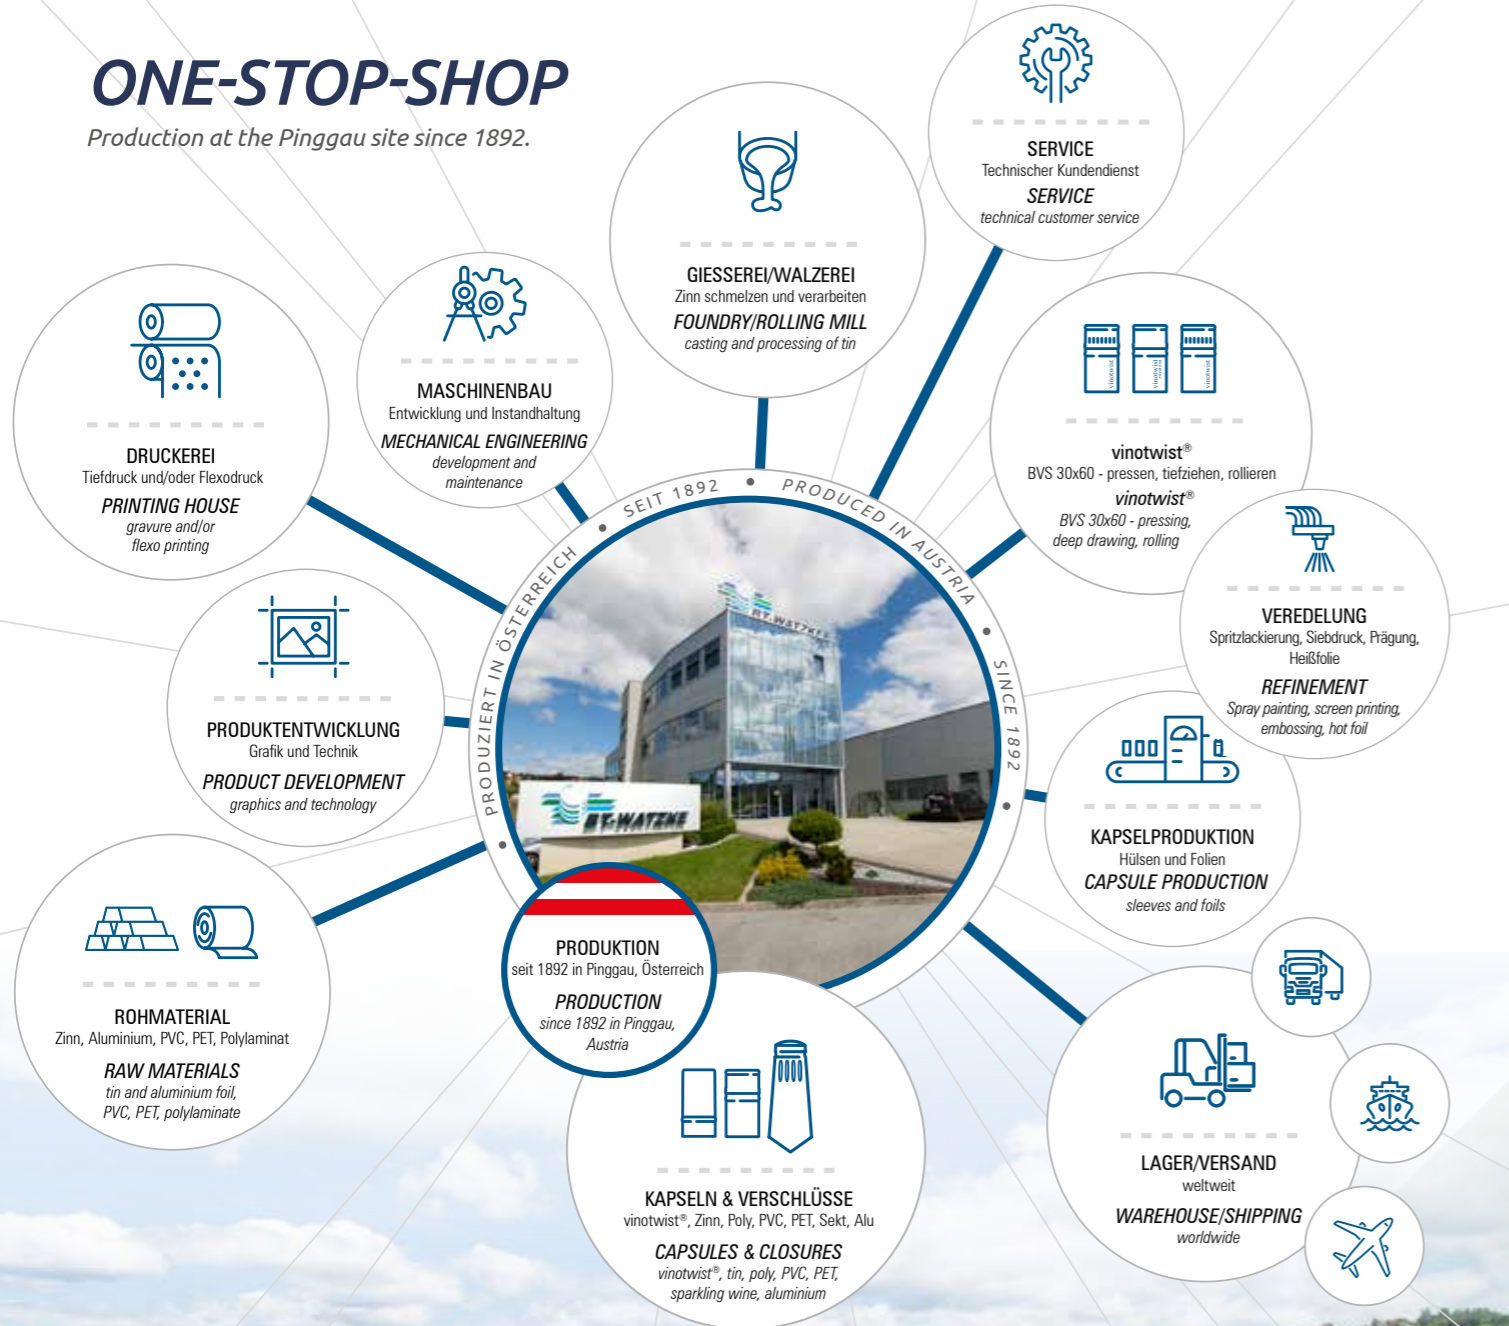 ONE-STOP-SHOP
Production at the Pinggau site since 1892.
SERVICE
Technischer Kundendienst
SERVICE
technical customer service
GIESSEREI/WALZEREI
Zinn schmelzen und verarbeiten
FOUNDRY/ROLLING MILL
casting and processing of tin
MASCHINENBAU
Entwicklung und Instandhaltung
MECHANICAL ENGINEERING
development and
maintenance
DRUCKEREI
Tiefdruck und/oder Flexodruck
PRINTING HOUSE
gravure and/or
flexo printing
vinotwist
vinotwist
vinotwist
vinotwist®
BVS 30x60 - pressen, tiefziehen, rollieren
vinotwist®
BVS 30x60 - pressing,
deep drawing, rolling
VEREDELUNG
Spritzlackierung, Siebdruck, Prägung,
Heißfolie
REFINEMENT
Spray painting, screen printing,
embossing, hot foil
PRODUZIERT IN ÖSTERREICH • SEIT 1892 • PRODUCED IN AUSTRIA • SINCE 1892 •
RT-WATZKE
RT-WATZKE
PRODUKTENTWICKLUNG
Grafik und Technik
PRODUCT DEVELOPMENT
graphics and technology
KAPSELPRODUKTION
Hülsen und Folien
CAPSULE PRODUCTION
sleeves and foils
ROHMATERIAL
Zinn, Aluminium, PVC, PET, Polylaminat
RAW MATERIALS
tin and aluminium foil,
PVC, PET, polylaminate
PRODUKTION
seit 1892 in Pinggau, Österreich
PRODUCTION
since 1892 in Pinggau,
Austria
KAPSELN & VERSCHLÜSSE
vinotwist®, Zinn, Poly, PVC, PET, Sekt, Alu
CAPSULES & CLOSURES
vinotwist®, tin, poly, PVC, PET,
sparkling wine, aluminium
LAGER/VERSAND
weltweit
WAREHOUSE/SHIPPING
worldwide